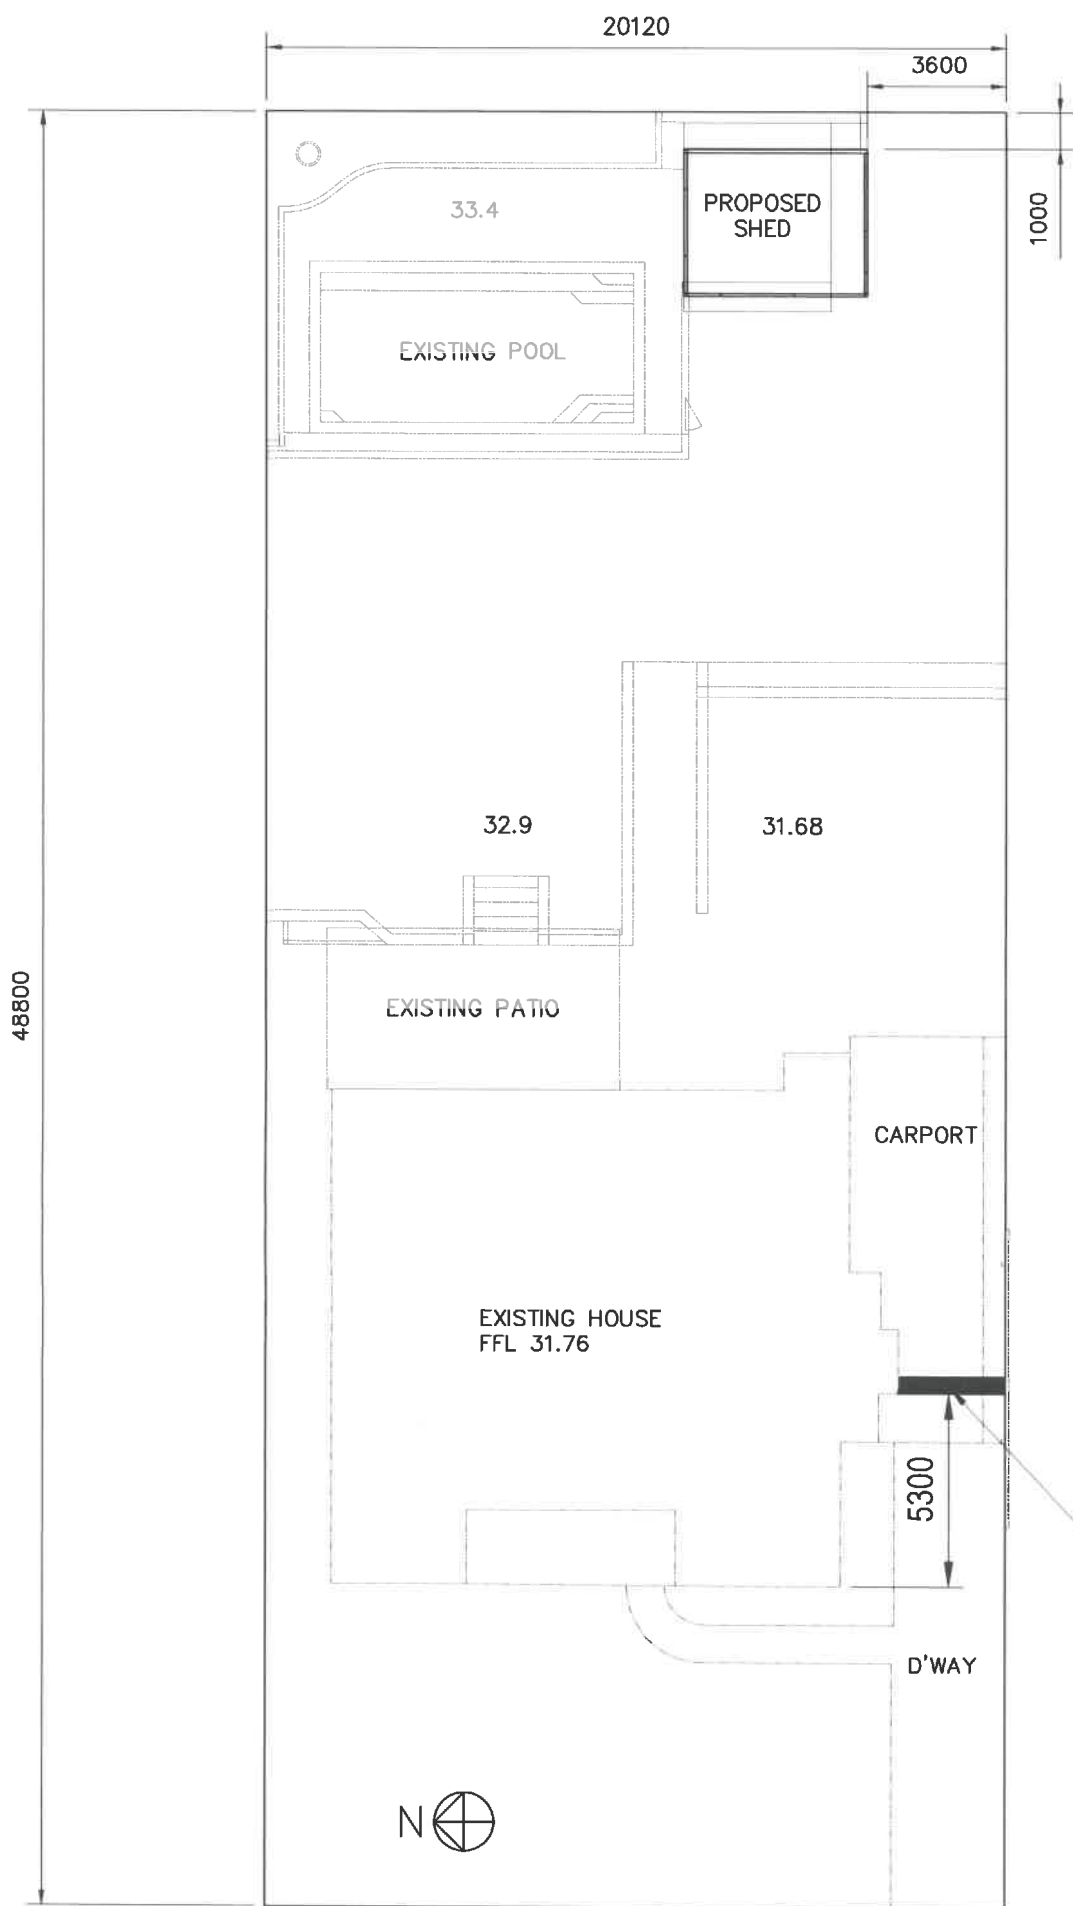 20120
3600
1000
33.4
PROPOSED
SHED
EXISTING POOL
32.9
31.68
48800
EXISTING PATIO
CARPORT
EXISTING HOUSE
FFL 31.76
5300
D'WAY
N